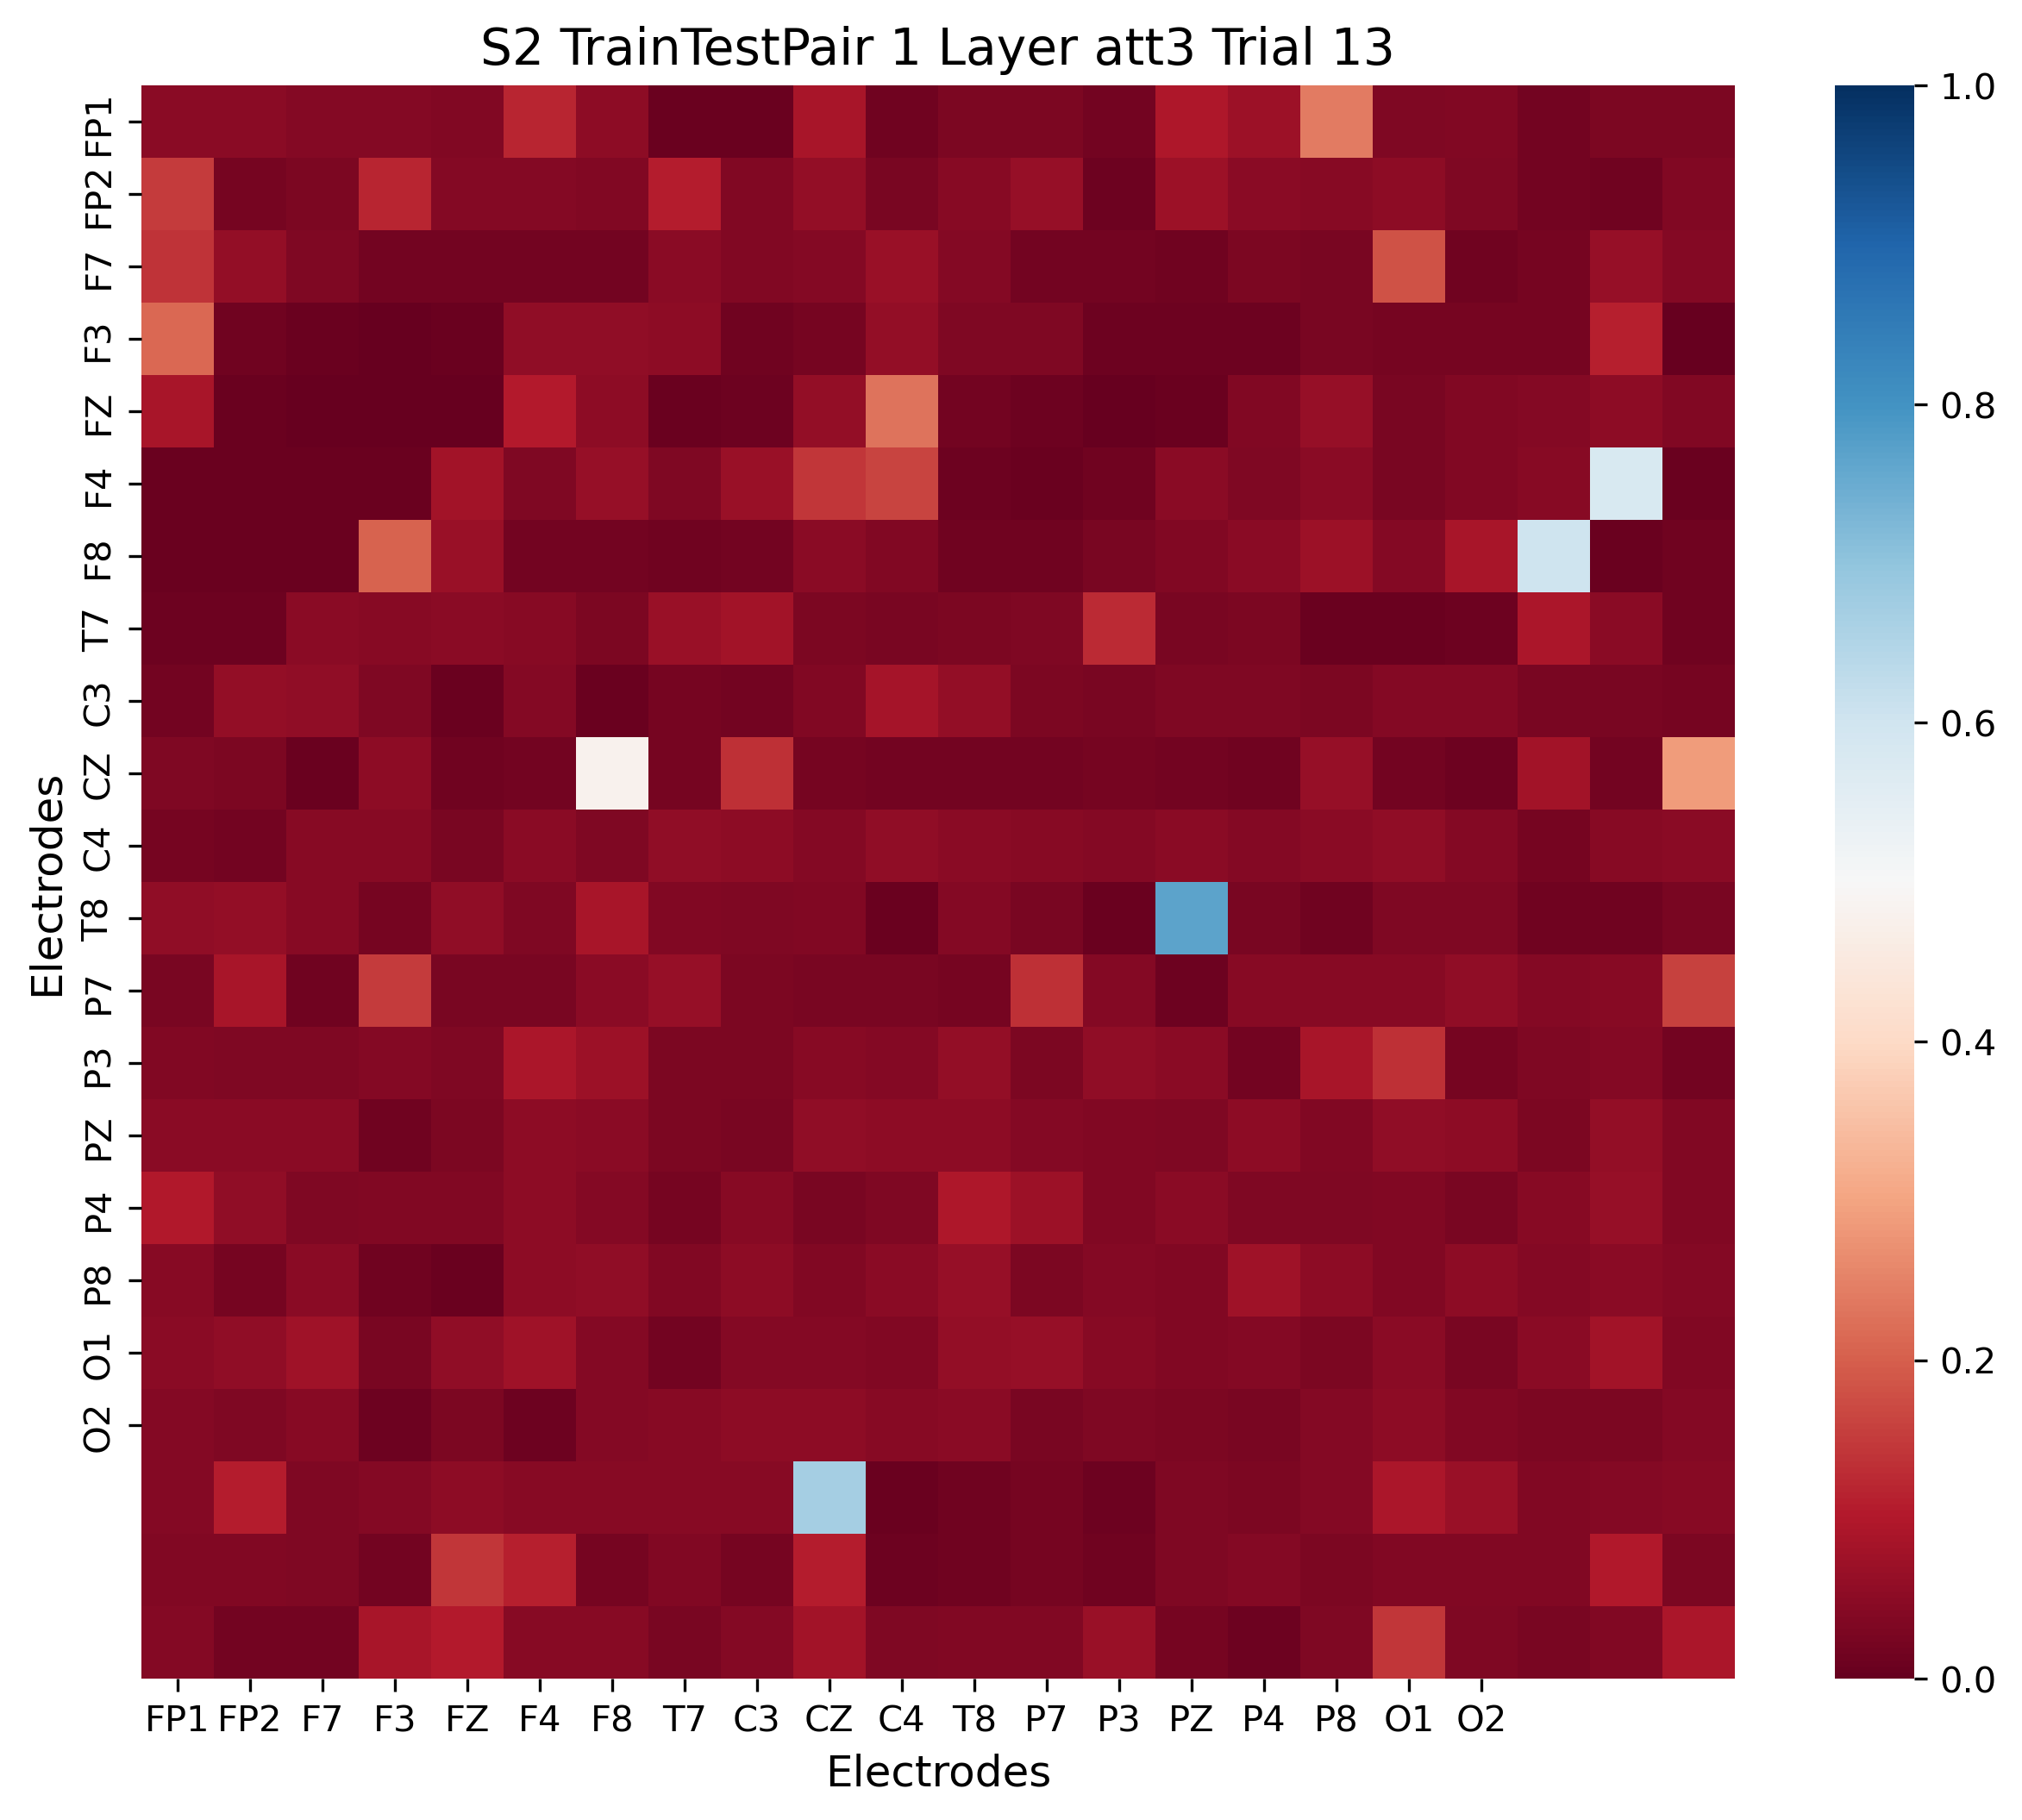 S2 TrainTestPair 1 Layer att3 Trial 13
Electrodes
FP1
FP2
F7
F3
FZ
F4
F8
T7
C3
CZ
C4
T8
P7
P3
PZ
P4
P8
O1
O2
FP1 FP2 F7 F3 FZ F4 F8 T7 C3 CZ C4 T8 P7 P3 PZ P4 P8 O1 O2
Electrodes
1.0
0.8
0.6
0.4
0.2
0.0